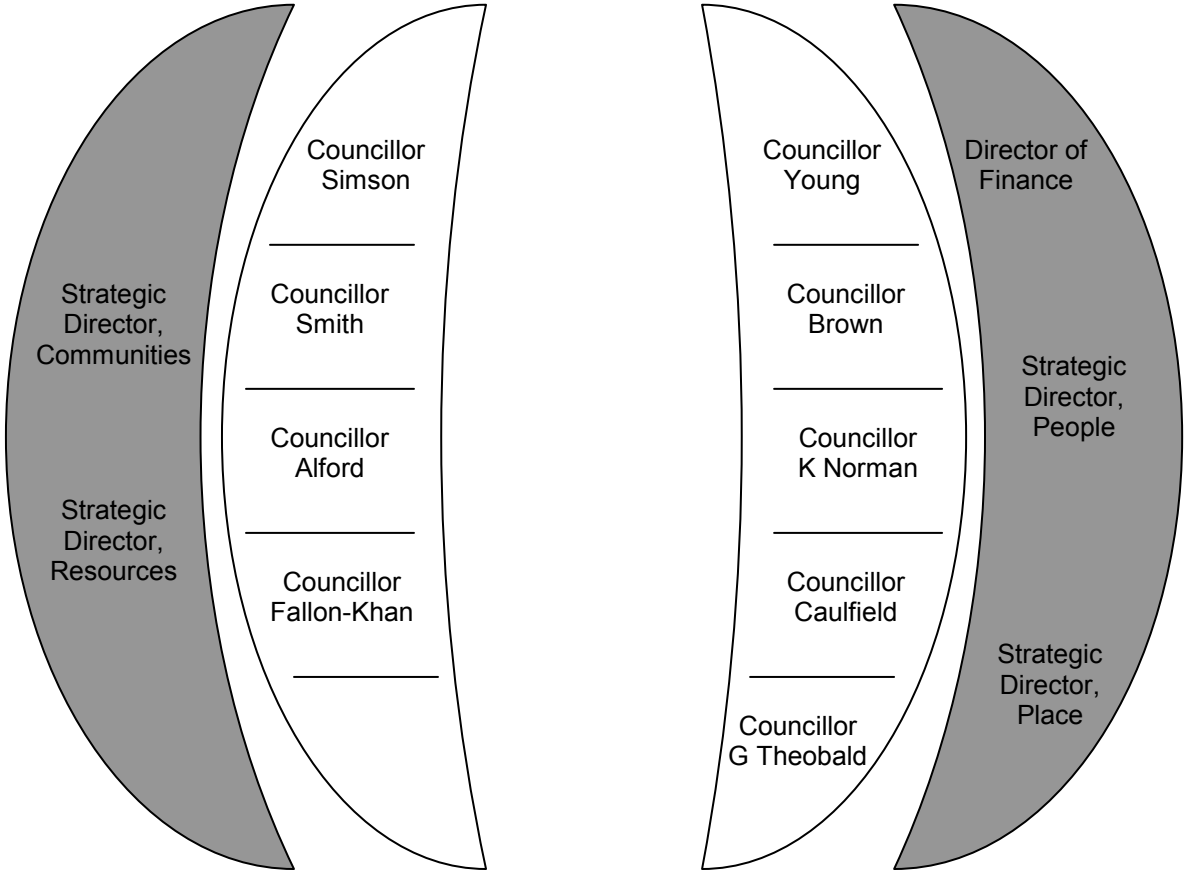 Councillor
Simson
Councillor
Young
Director of
Finance
Strategic
Director,
Communities
Councillor
Smith
Councillor
Brown
Strategic
Director,
People
Councillor
Alford
Councillor
K Norman
Strategic
Director,
Resources
Councillor
Fallon-Khan
Councillor
Caulfield
Strategic
Director,
Place
Councillor
G Theobald